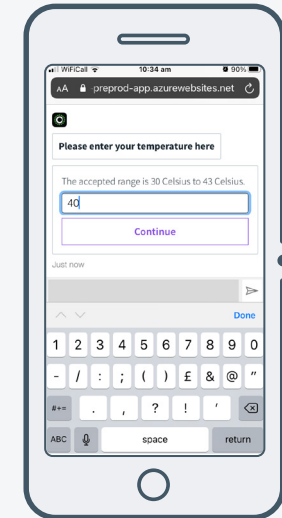 WiFiCall 10:34 am 90%
AA -preprod-app.azurewebsites.net
Please enter your temperature here
The accepted range is 30 Celsius to 43 Celsius.
40
Continue
Just now
Done
1 2 3 4 5 6 7 8 9 0
- / : ; ( ) £ & @ "
#+= . , ? ! '
ABC space return